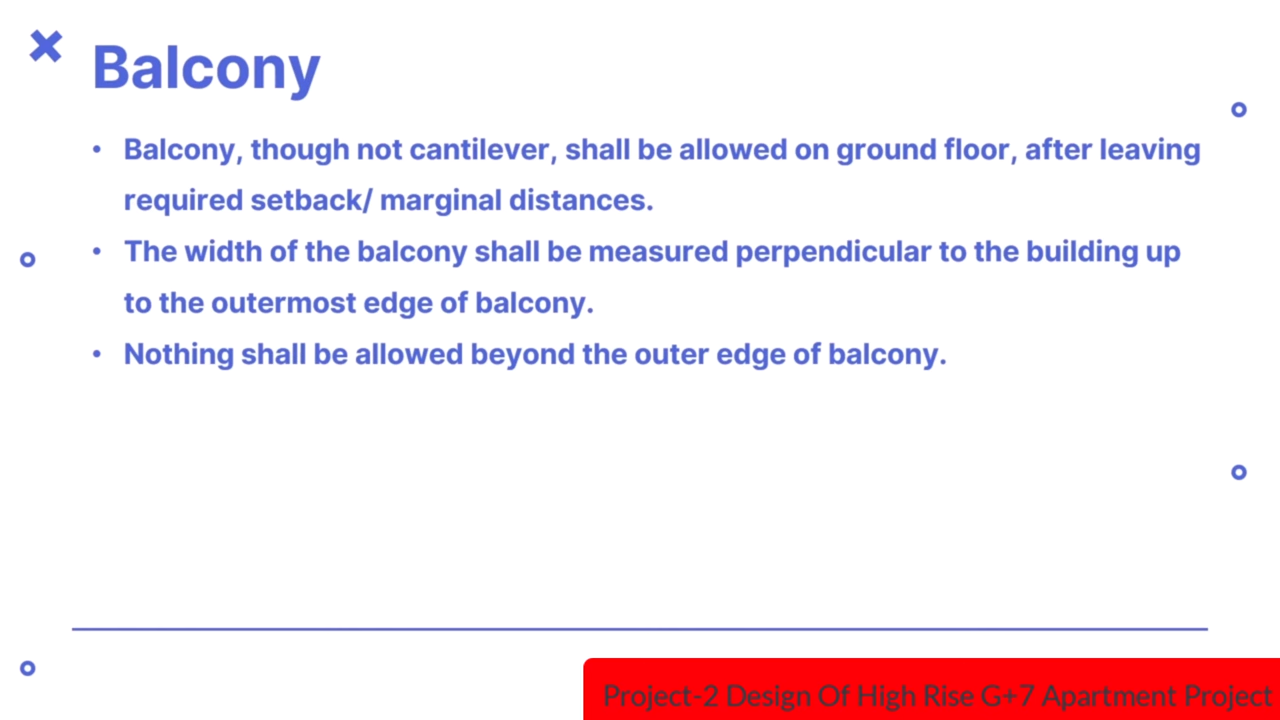 Balcony
• Balcony, though not cantilever, shall be allowed on ground floor, after leaving
required setback/ marginal distances.
• The width of the balcony shall be measured perpendicular to the building up
to the outermost edge of balcony.
• Nothing shall be allowed beyond the outer edge of balcony.
Project-2 Design Of High Rise G+7 Apartment Project